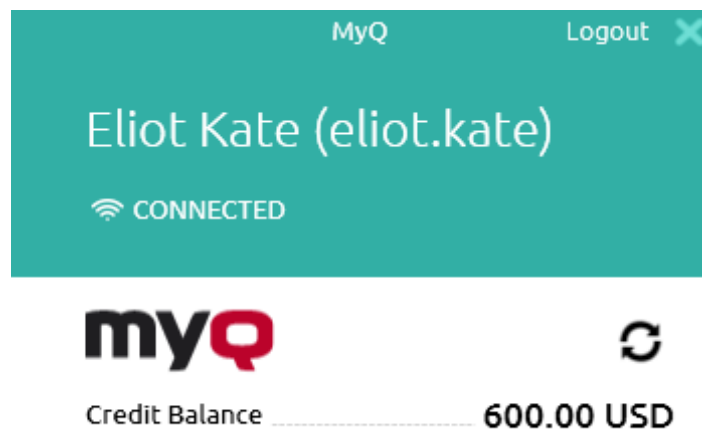 MyQ Logout
Eliot Kate (eliot.kate)
CONNECTED
myQ
Credit Balance 600.00 USD